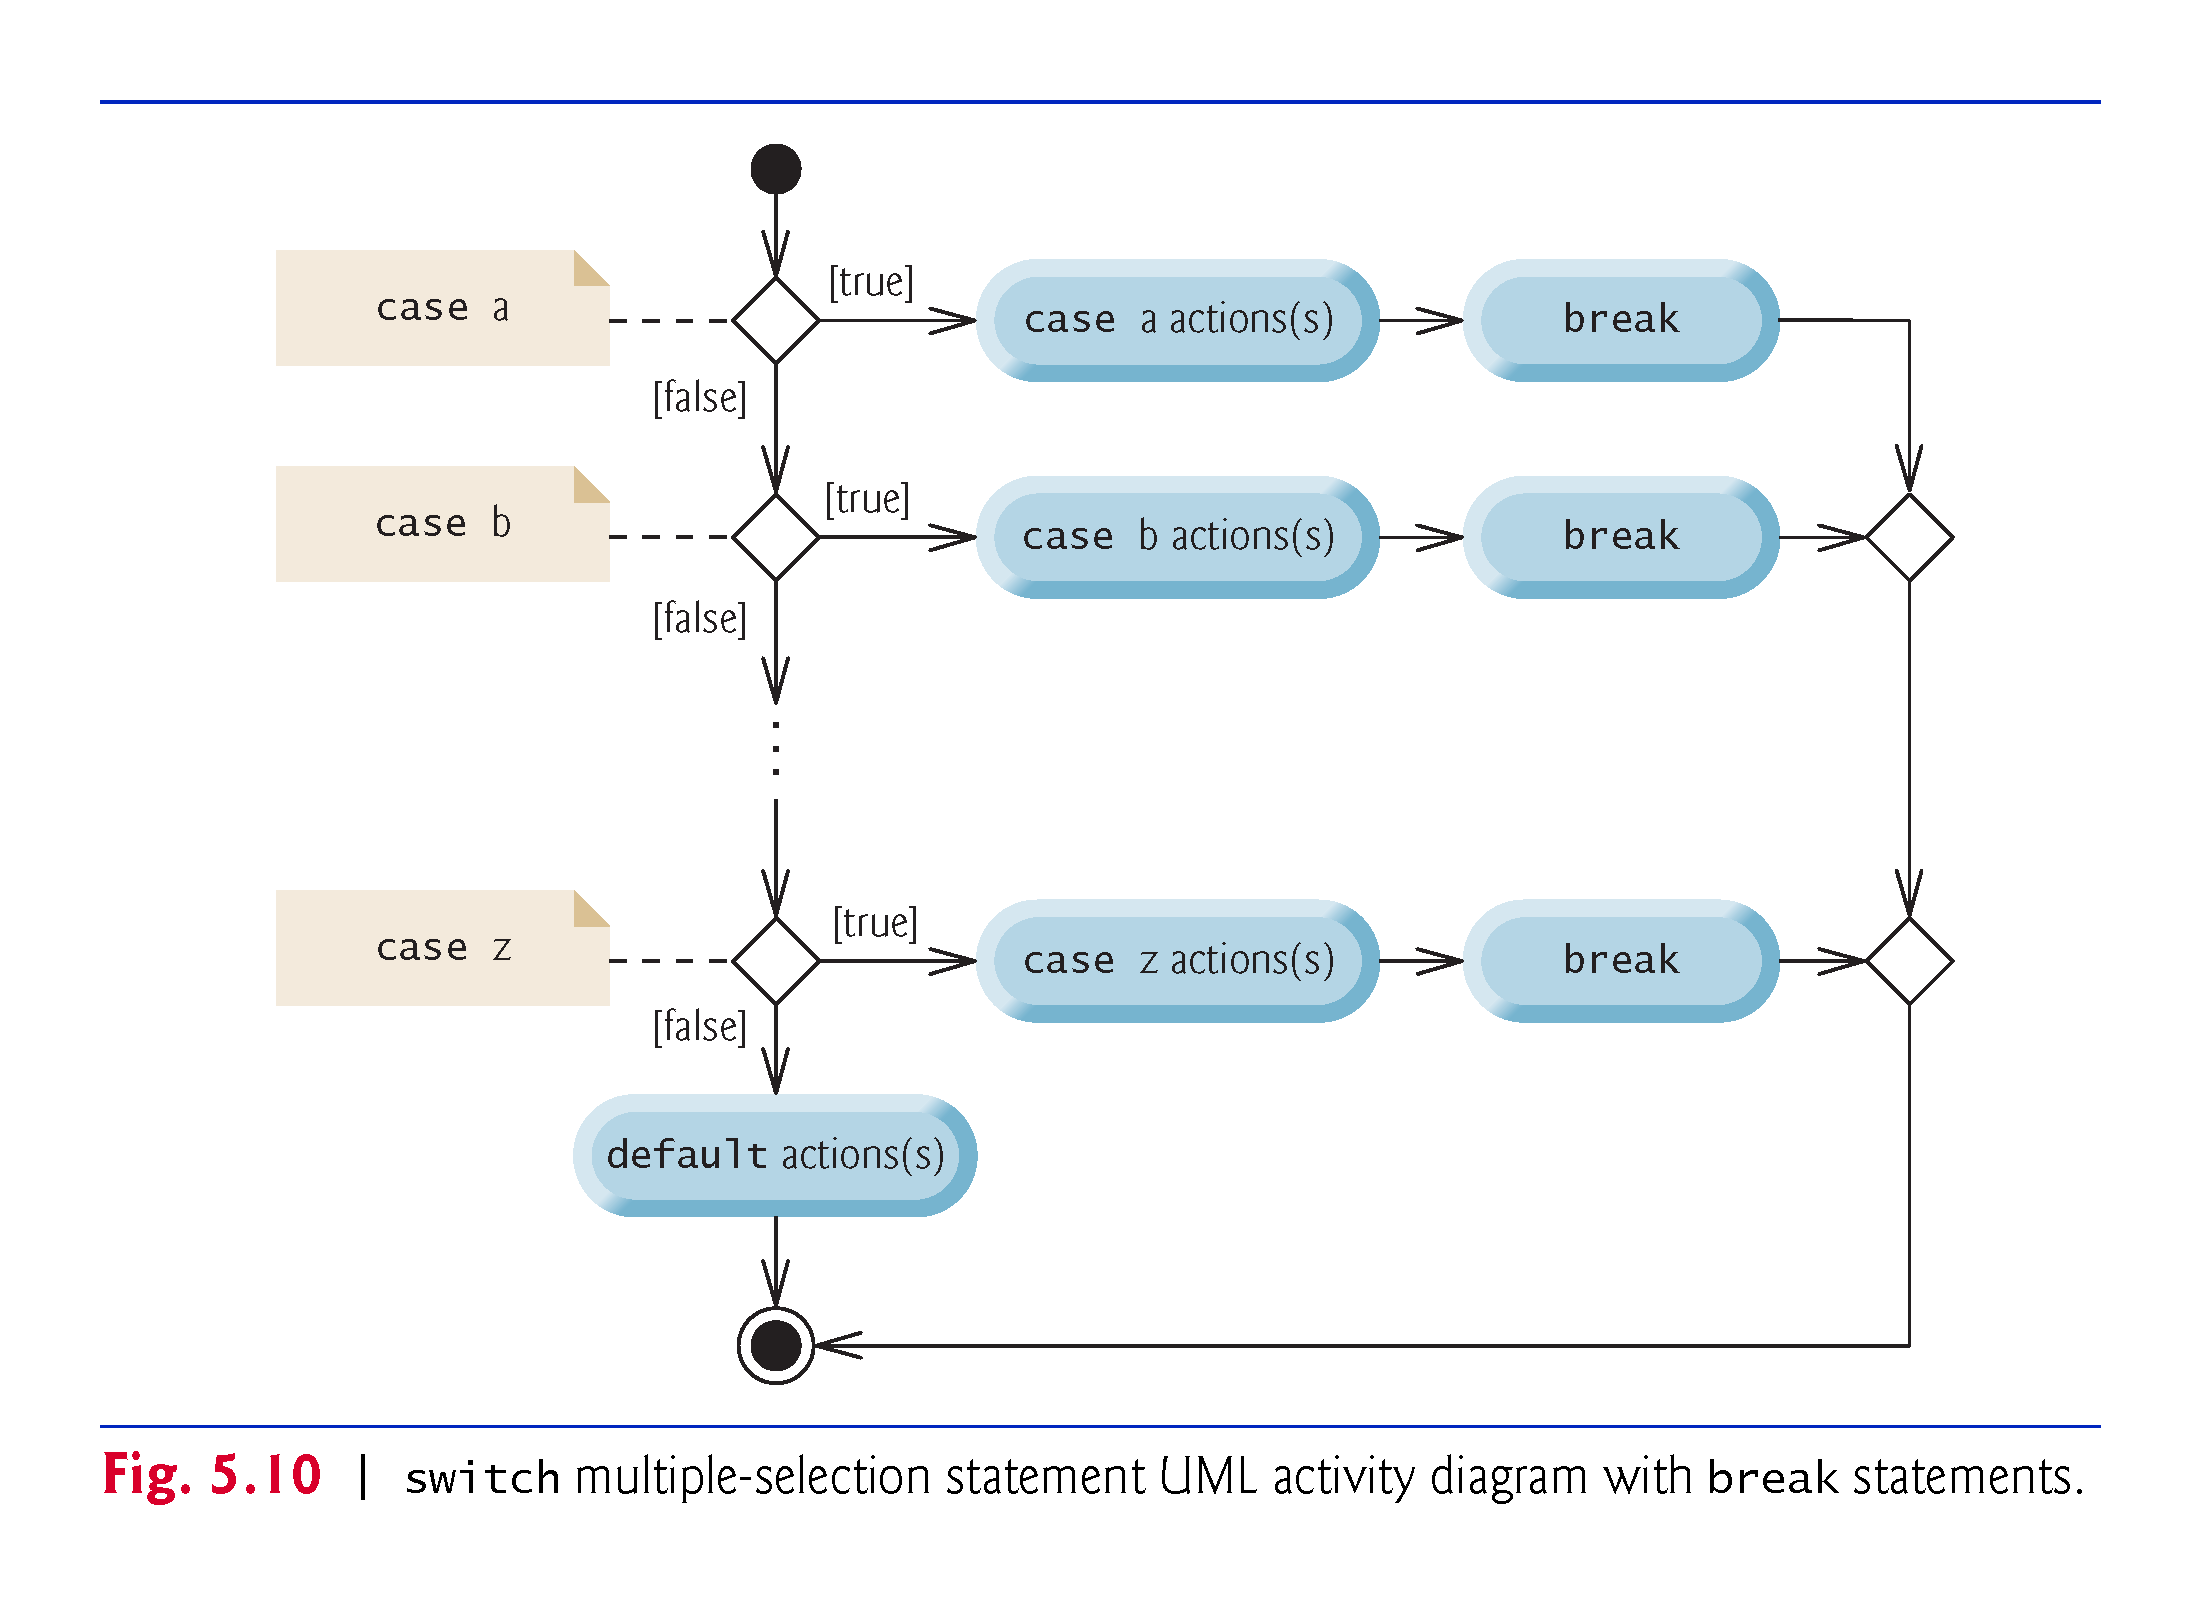 case a
[true]
case a actions(s)
break
[false]
case b
[true]
case b actions(s)
break
[false]
case z
[true]
case z actions(s)
break
[false]
default actions(s)
Fig. 5.10 | switch multiple-selection statement UML activity diagram with break statements.